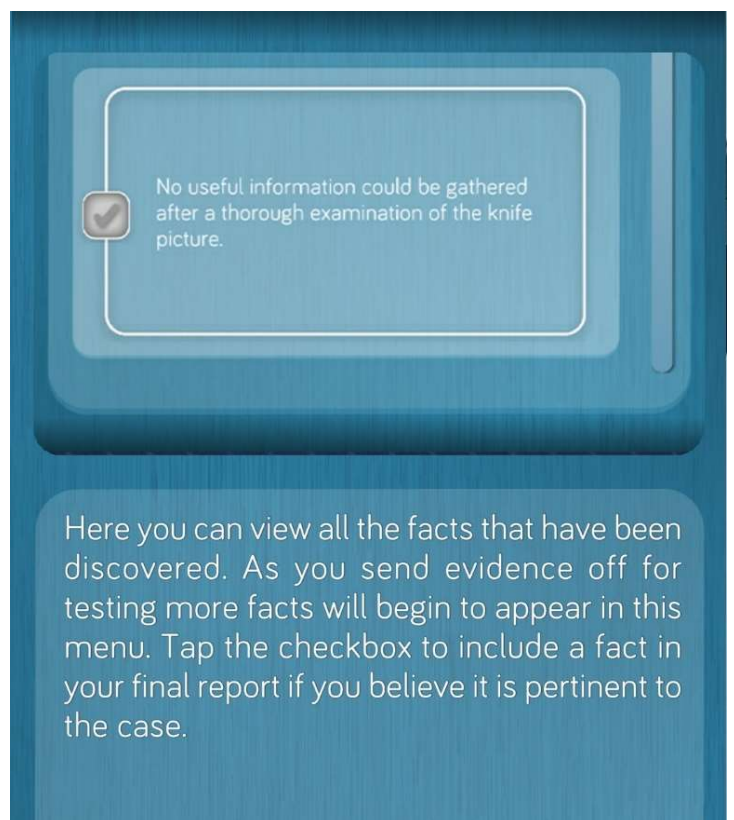 No useful information could be gathered
after a thorough examination of the knife
picture.
Here you can view all the facts that have been
discovered. As you send evidence off for
testing more facts will begin to appear in this
menu. Tap the checkbox to include a fact in
your final report if you believe it is pertinent to
the case.